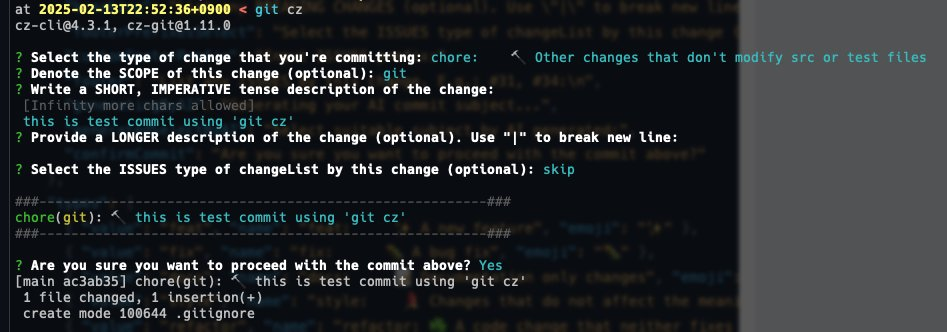 at 2025-02-13T22:52:36+0900 < git cz
cz-cli@4.3.1, cz-git@1.11.0
? Select the type of change that you're committing: chore: 🔨 Other changes that don't modify src or test files
? Denote the SCOPE of this change (optional): git
? Write a SHORT, IMPERATIVE tense description of the change:
[Infinity more chars allowed]
this is test commit using 'git cz'
? Provide a LONGER description of the change (optional). Use "|" to break new line:
? Select the ISSUES type of changeList by this change (optional): skip
###--------------------------------------------------------###
chore(git): 🔨 this is test commit using 'git cz'
###--------------------------------------------------------###
? Are you sure you want to proceed with the commit above? Yes
[main ac3ab35] chore(git): 🔨 this is test commit using 'git cz'
1 file changed, 1 insertion(+)
create mode 100644 .gitignore